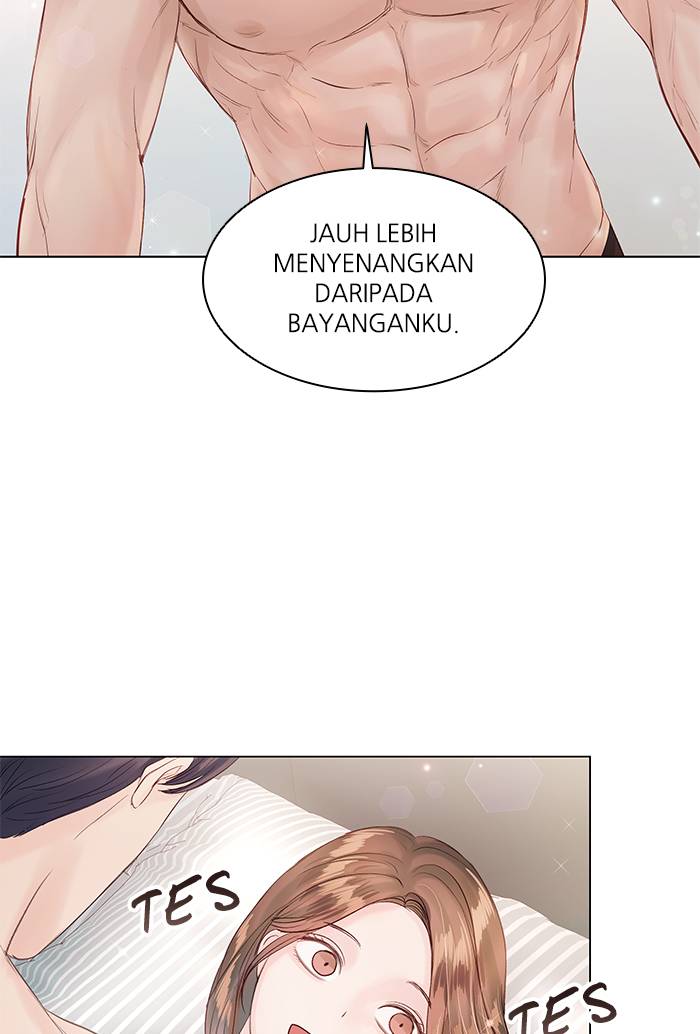 JAUH LEBIH
MENYENANGKAN
DARIPADA
BAYANGANKU.
TES
TES